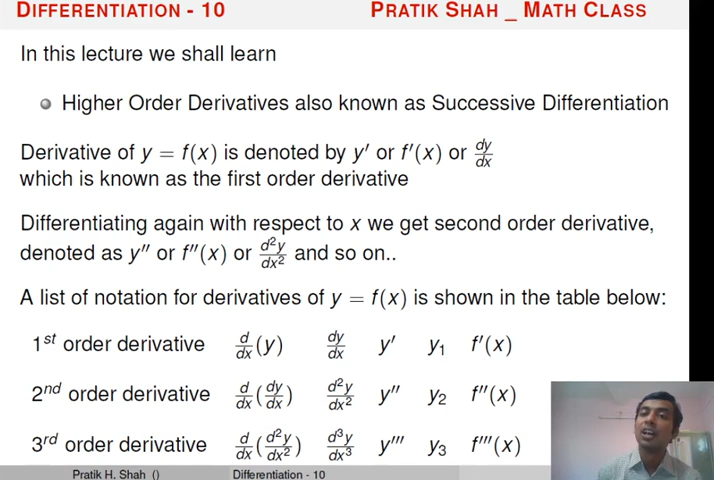 DIFFERENTIATION - 10 PRATIK SHAH _ MATH CLASS
In this lecture we shall learn
Higher Order Derivatives also known as Successive Differentiation
Derivative of y = f(x) is denoted by y′ or f′(x) or dy/dx
which is known as the first order derivative
Differentiating again with respect to x we get second order derivative,
denoted as y″ or f″(x) or d²y/dx² and so on..
A list of notation for derivatives of y = f(x) is shown in the table below:
1st order derivative d/dx(y) dy/dx y′ y₁ f′(x)
2nd order derivative d/dx(dy/dx) d²y/dx² y″ y₂ f″(x)
3rd order derivative d/dx(d²y/dx²) d³y/dx³ y‴ y₃ f‴(x)
Pratik H. Shah () Differentiation - 10